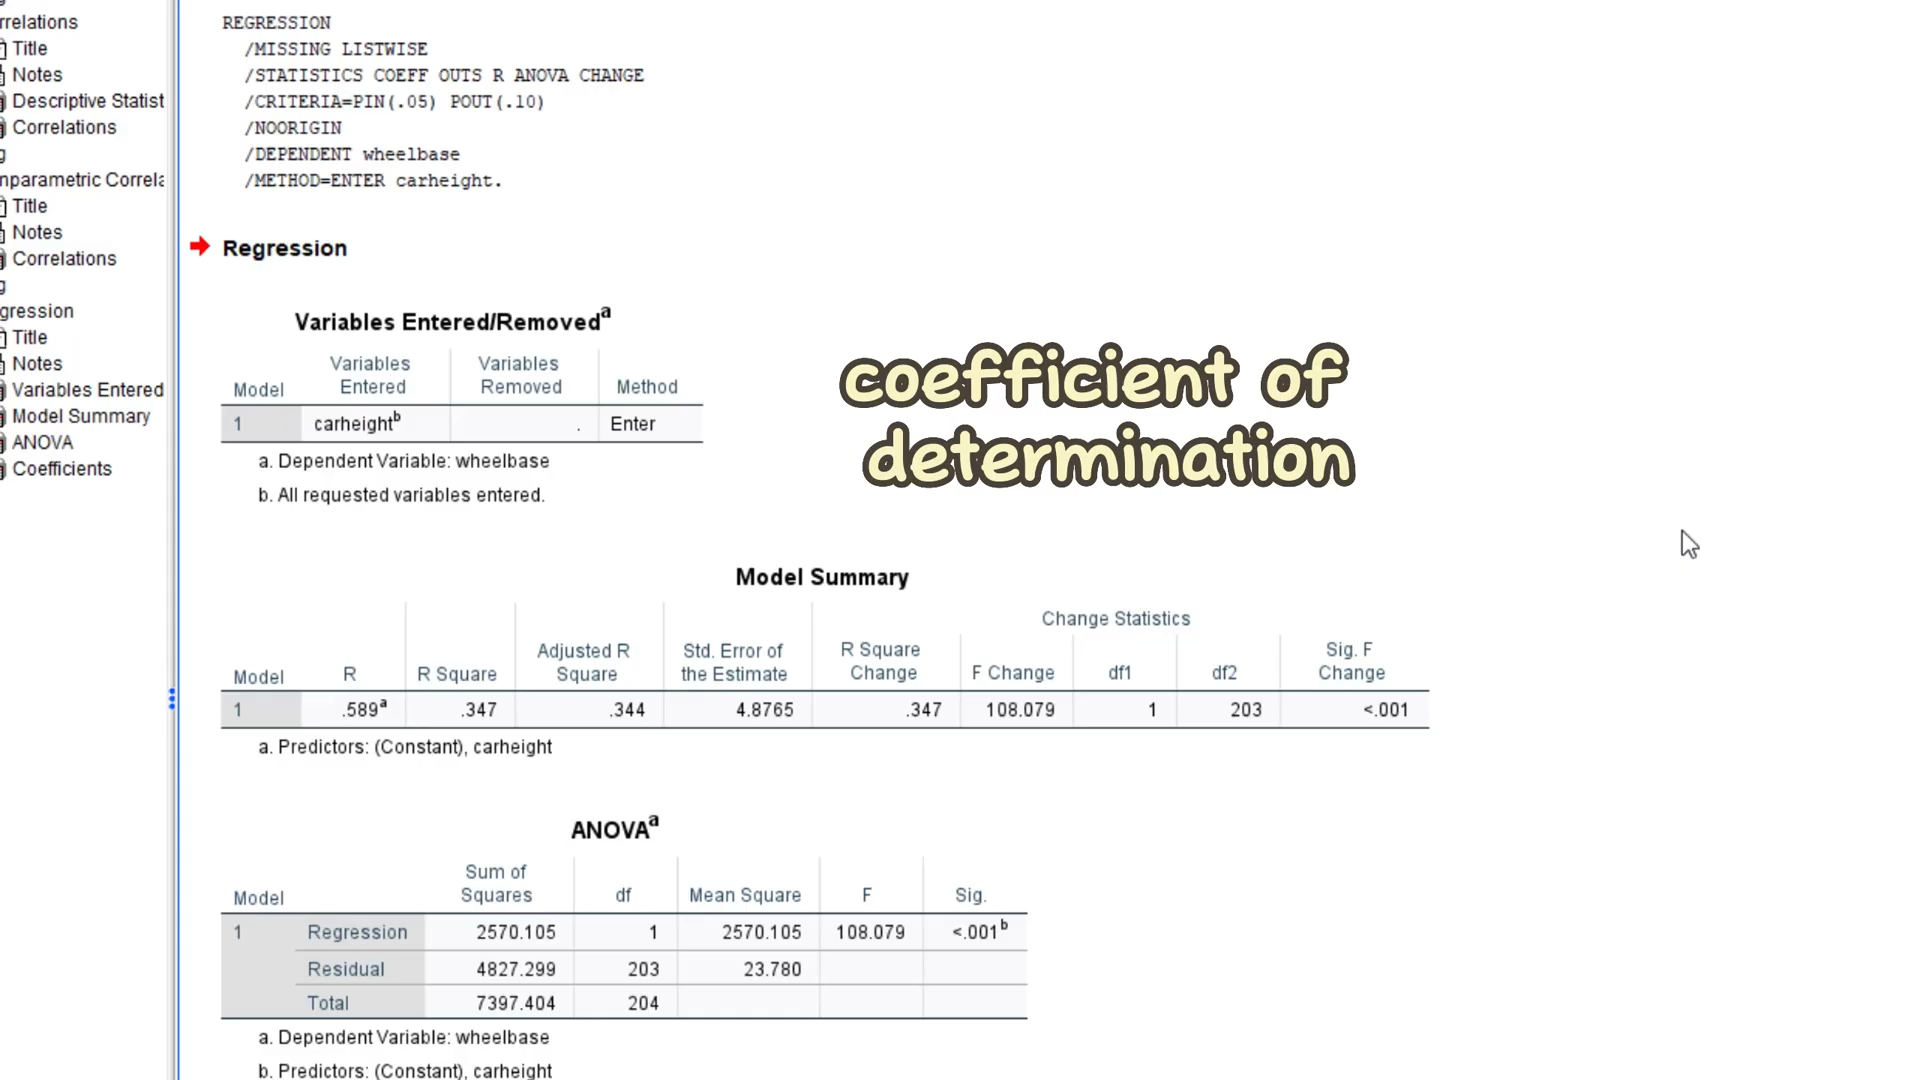 rrelations
Title
Notes
Descriptive Statist
Correlations
g
nparametric Correla
Title
Notes
Correlations
g
gression
Title
Notes
Variables Entered
Model Summary
ANOVA
Coefficients
REGRESSION
/MISSING LISTWISE
/STATISTICS COEFF OUTS R ANOVA CHANGE
/CRITERIA=PIN(.05) POUT(.10)
/NOORIGIN
/DEPENDENT wheelbase
/METHOD=ENTER carheight.
Regression
Variables Entered/Removedᵃ
Model Variables Entered Variables Removed Method
1 carheightᵇ . Enter
a. Dependent Variable: wheelbase
b. All requested variables entered.
coefficient of
determination
Model Summary
Change Statistics
Model R R Square Adjusted R Square Std. Error of the Estimate R Square Change F Change df1 df2 Sig. F Change
1 .589ᵃ .347 .344 4.8765 .347 108.079 1 203 <.001
a. Predictors: (Constant), carheight
ANOVAᵃ
Model Sum of Squares df Mean Square F Sig.
1 Regression 2570.105 1 2570.105 108.079 <.001ᵇ
Residual 4827.299 203 23.780
Total 7397.404 204
a. Dependent Variable: wheelbase
b. Predictors: (Constant), carheight